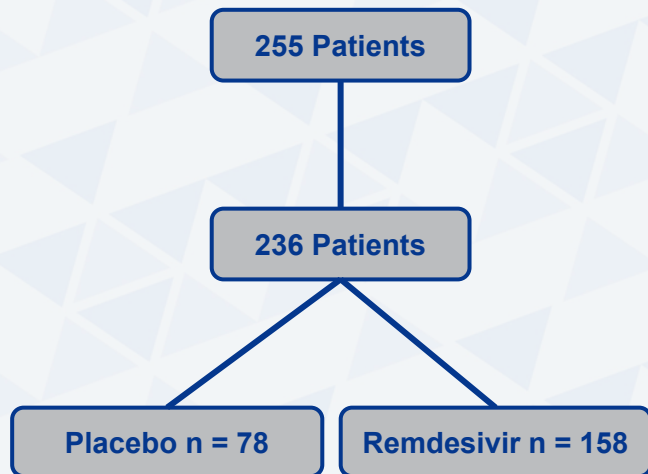 255 Patients
236 Patients
Placebo n = 78
Remdesivir n = 158